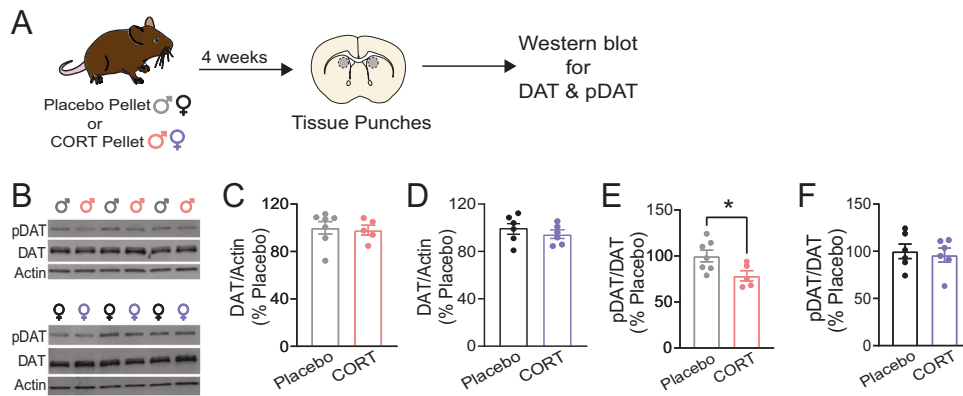 A
Placebo Pellet ♂♀
or
CORT Pellet ♂♀
4 weeks
Tissue Punches
Western blot
for
DAT & pDAT
B
♂ ♂ ♂ ♂ ♂ ♂
pDAT
DAT
Actin
♀ ♀ ♀ ♀ ♀ ♀
pDAT
DAT
Actin
C
DAT/Actin
(% Placebo)
120
80
40
0
Placebo
CORT
D
DAT/Actin
(% Placebo)
120
80
40
0
Placebo
CORT
E
pDAT/DAT
(% Placebo)
150
100
50
0
*
Placebo
CORT
F
pDAT/DAT
(% Placebo)
150
100
50
0
Placebo
CORT